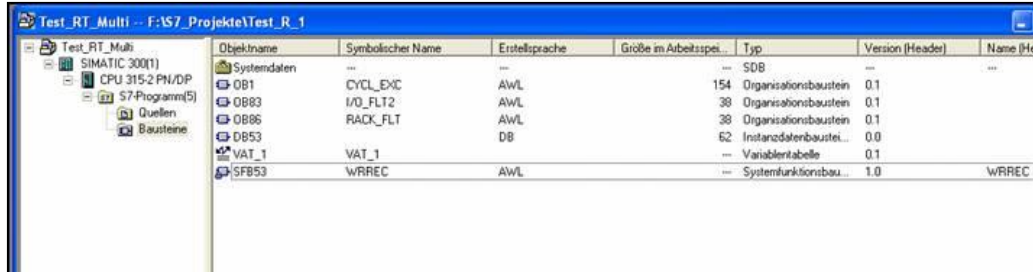 Test_RT_Multi -- F:\S7_Projekte\Test_R_1
Test_RT_Multi
SIMATIC 300(1)
CPU 315-2 PN/DP
S7-Programm(5)
Quellen
Bausteine
Objektname Symbolischer Name Erstellsprache Größe im Arbeitsspei... Typ Version (Header) Name (He
Systemdaten --- --- --- SDB --- ---
OB1 CYCL_EXC AWL 154 Organisationsbaustein 0.1
OB83 I/O_FLT2 AWL 38 Organisationsbaustein 0.1
OB86 RACK_FLT AWL 38 Organisationsbaustein 0.1
DB53 DB 62 Instanzdatenbaustei... 0.0
VAT_1 VAT_1 --- Variablentabelle 0.1
SFB53 WRREC AWL --- Systemfunktionsbau... 1.0 WRREC